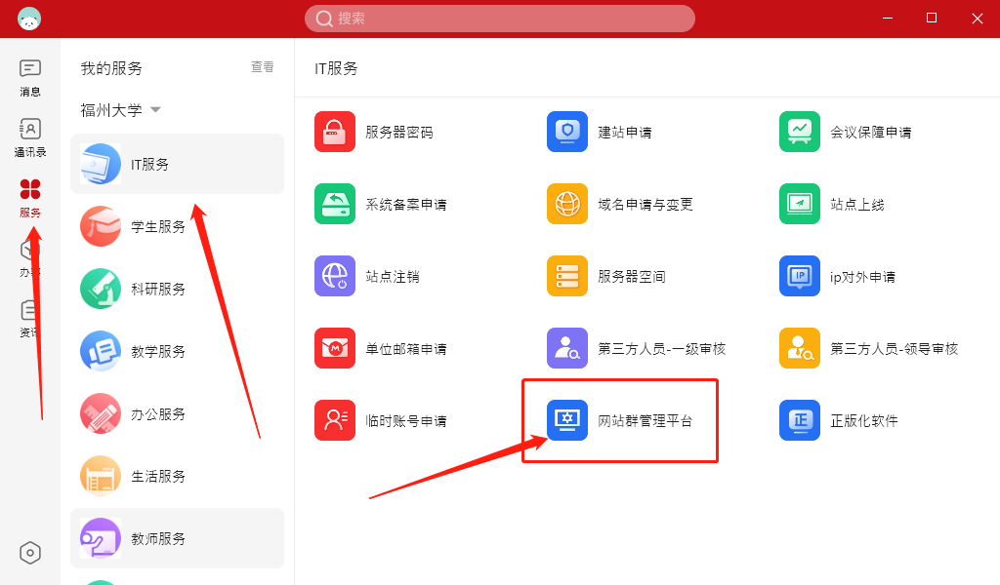 搜索
消息
通讯录
服务
办事
资讯
我的服务
查看
福州大学
IT服务
学生服务
科研服务
教学服务
办公服务
生活服务
教师服务
IT服务
服务器密码
建站申请
会议保障申请
系统备案申请
域名申请与变更
站点上线
站点注销
服务器空间
IP
ip对外申请
M
单位邮箱申请
第三方人员-一级审核
第三方人员-领导审核
临时账号申请
网站群管理平台
正
正版化软件